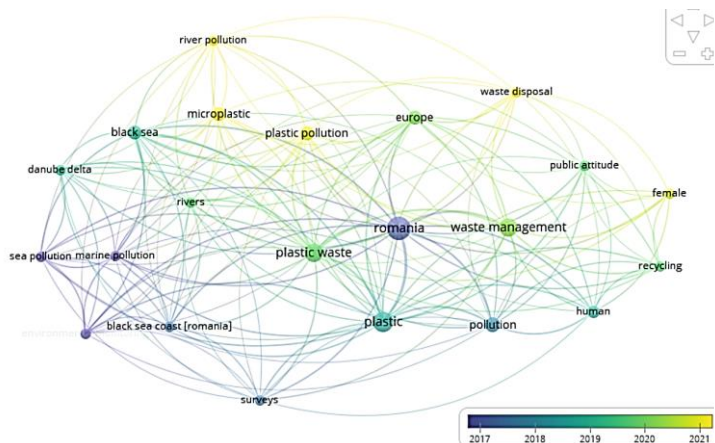 river pollution
waste disposal
microplastic
europe
plastic pollution
black sea
public attitude
danube delta
female
rivers
romania
waste management
plastic waste
sea pollution
marine pollution
recycling
human
plastic
pollution
black sea coast [romania]
surveys
2017 2018 2019 2020 2021